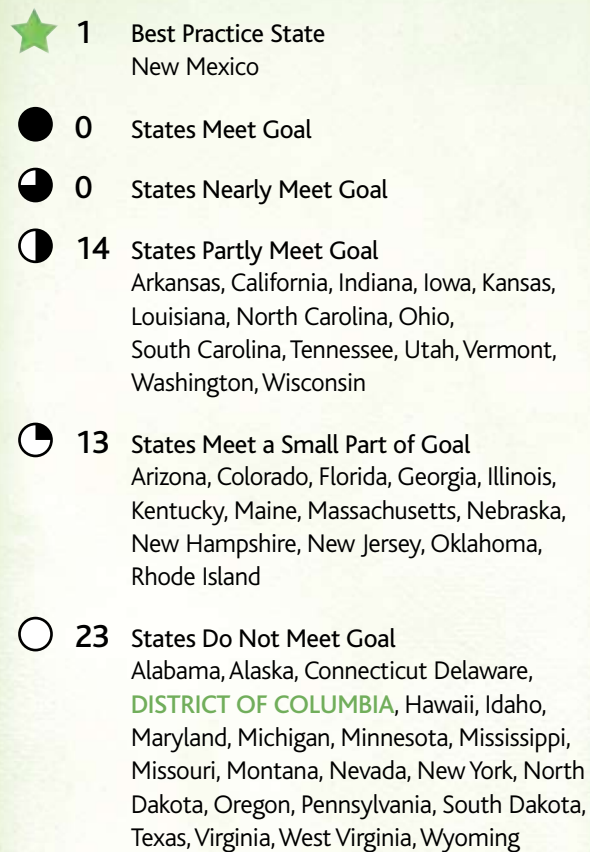 1 Best Practice State
New Mexico
0 States Meet Goal
0 States Nearly Meet Goal
14 States Partly Meet Goal
Arkansas, California, Indiana, Iowa, Kansas,
Louisiana, North Carolina, Ohio,
South Carolina, Tennessee, Utah, Vermont,
Washington, Wisconsin
13 States Meet a Small Part of Goal
Arizona, Colorado, Florida, Georgia, Illinois,
Kentucky, Maine, Massachusetts, Nebraska,
New Hampshire, New Jersey, Oklahoma,
Rhode Island
23 States Do Not Meet Goal
Alabama, Alaska, Connecticut Delaware,
DISTRICT OF COLUMBIA, Hawaii, Idaho,
Maryland, Michigan, Minnesota, Mississippi,
Missouri, Montana, Nevada, New York, North
Dakota, Oregon, Pennsylvania, South Dakota,
Texas, Virginia, West Virginia, Wyoming